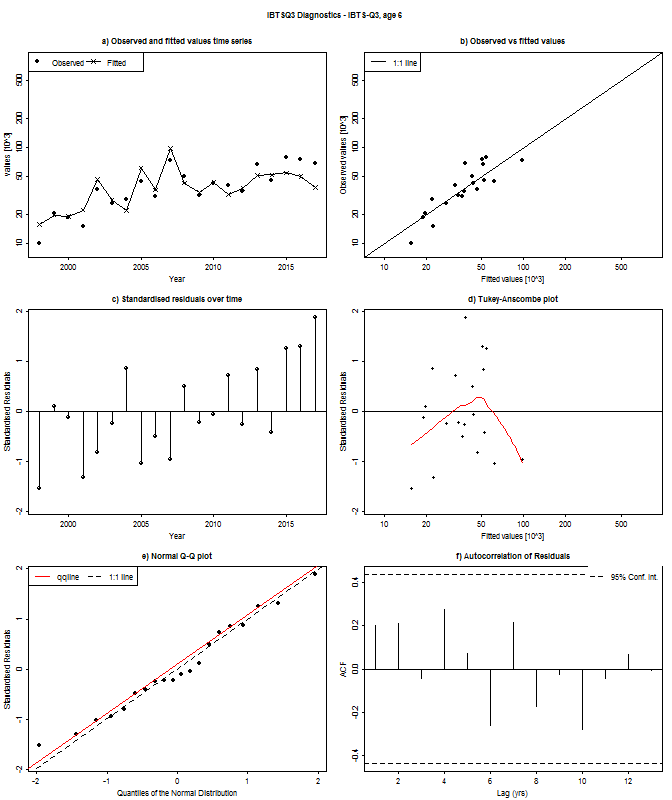 IBTSQ3 Diagnostics - IBTS-Q3, age 6
a) Observed and fitted values time series
values [10^3]
500
200
100
50
20
10
Observed
Fitted
2000
2005
2010
2015
Year
b) Observed vs fitted values
Observed values [10^3]
500
200
100
50
20
10
1:1 line
10
20
50
100
200
500
Fitted values [10^3]
c) Standardised residuals over time
Standardised Residuals
2
1
0
-1
-2
2000
2005
2010
2015
Year
d) Tukey-Anscombe plot
Standardised Residuals
2
1
0
-1
-2
10
20
50
100
200
500
Fitted values [10^3]
e) Normal Q-Q plot
Standardised Residuals
2
1
0
-1
-2
qqline
1:1 line
-2
-1
0
1
2
Quantiles of the Normal Distribution
f) Autocorrelation of Residuals
ACF
0.4
0.2
0.0
-0.2
-0.4
95% Conf. Int.
2
4
6
8
10
12
Lag (yrs)